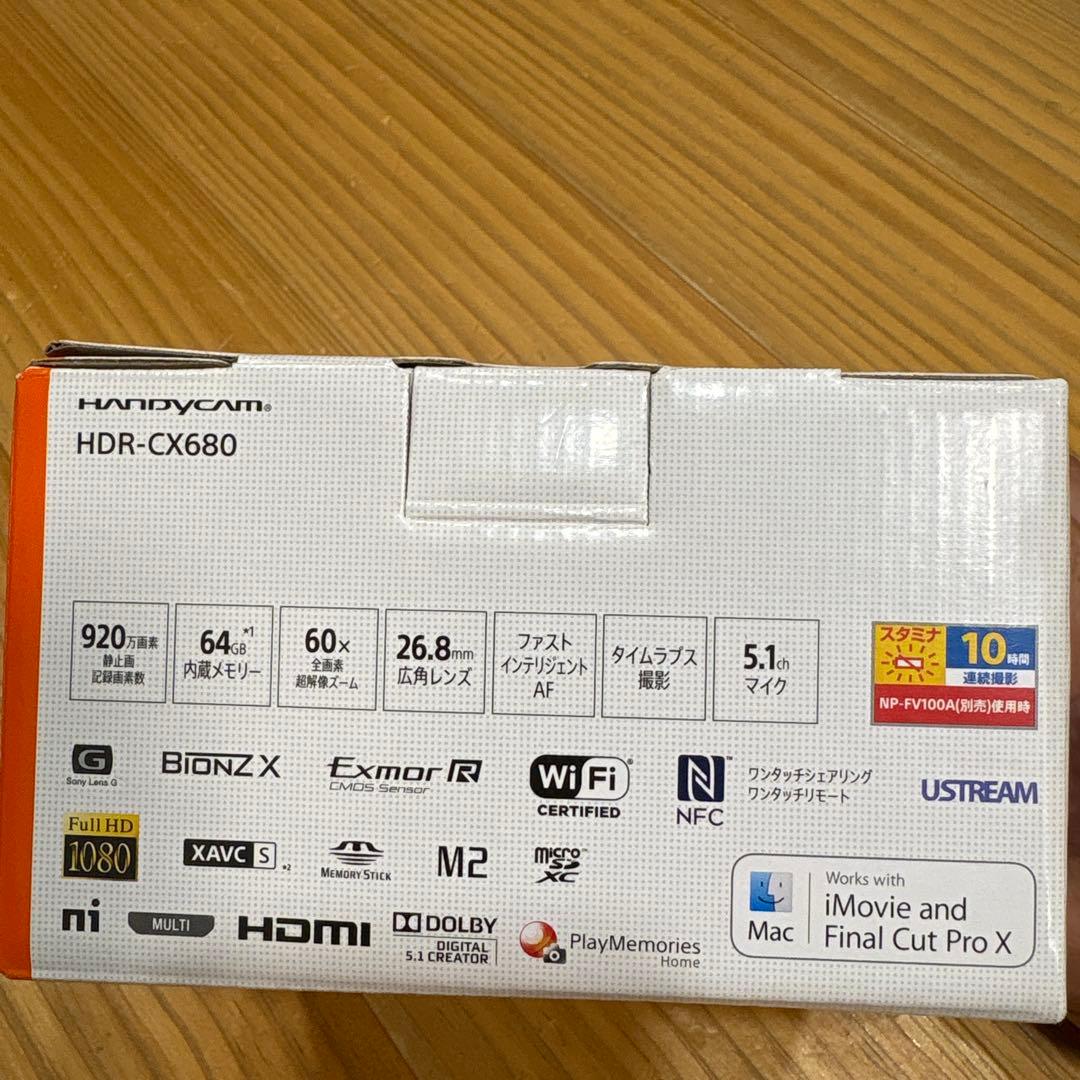 HANDYCAM®
HDR-CX680
920万画素
静止画
記録画素数
64GB*1
内蔵メモリー
60×
全画素
超解像ズーム
26.8mm
広角レンズ
ファスト
インテリジェント
AF
タイムラプス
撮影
5.1ch
マイク
スタミナ
10時間
連続撮影
NP-FV100A(別売)使用時
G
Sony Lens G
BIONZ X
Exmor R
CMOS Sensor
Wi Fi®
CERTIFIED
N™
NFC
ワンタッチシェアリング
ワンタッチリモート
USTREAM
Full HD
1080
XAVC S *2
MEMORY STICK
M2
micro
SD
XC™
Mac
Works with
iMovie and
Final Cut Pro X
ni
MULTI
HDMI
DOLBY
DIGITAL
5.1 CREATOR
PlayMemories
Home